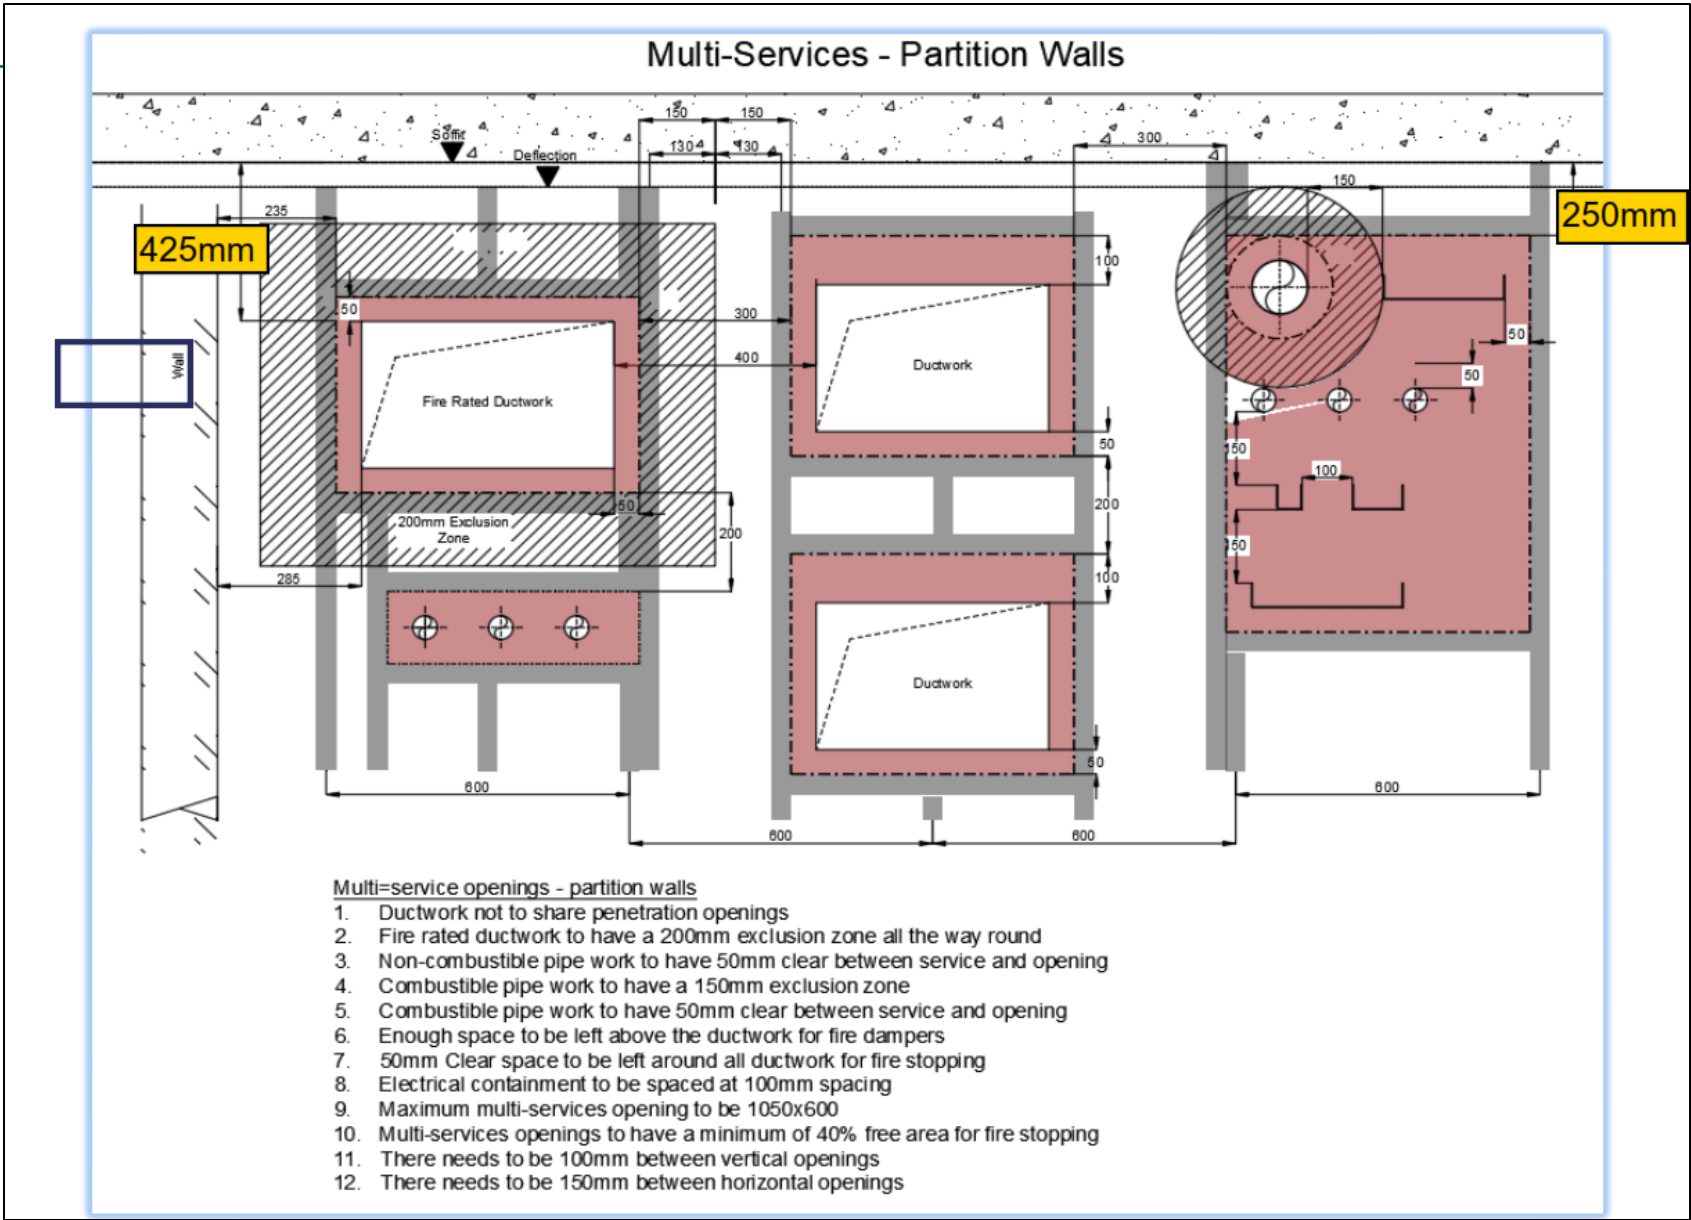 Multi-Services - Partition Walls
150
150
Soffit
130
130
300
Deflection
150
235
250mm
425mm
100
50
300
50
Wall
400
Ductwork
50
Fire Rated Ductwork
50
150
100
50
200
200mm Exclusion
Zone
200
150
285
100
Ductwork
50
600
600
600
600
Multi=service openings - partition walls
1. Ductwork not to share penetration openings
2. Fire rated ductwork to have a 200mm exclusion zone all the way round
3. Non-combustible pipe work to have 50mm clear between service and opening
4. Combustible pipe work to have a 150mm exclusion zone
5. Combustible pipe work to have 50mm clear between service and opening
6. Enough space to be left above the ductwork for fire dampers
7. 50mm Clear space to be left around all ductwork for fire stopping
8. Electrical containment to be spaced at 100mm spacing
9. Maximum multi-services opening to be 1050x600
10. Multi-services openings to have a minimum of 40% free area for fire stopping
11. There needs to be 100mm between vertical openings
12. There needs to be 150mm between horizontal openings